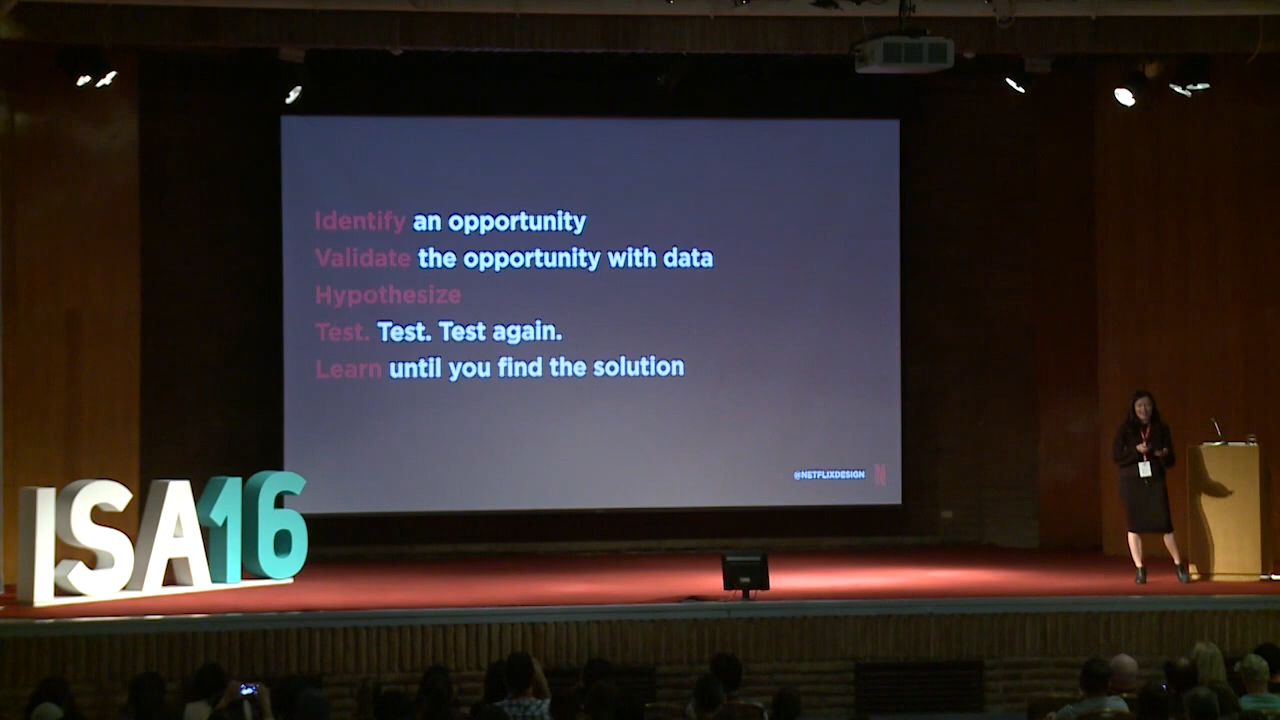 Identify an opportunity
Validate the opportunity with data
Hypothesize
Test. Test. Test again.
Learn until you find the solution
@NETFLIXDESIGN N
ISA16